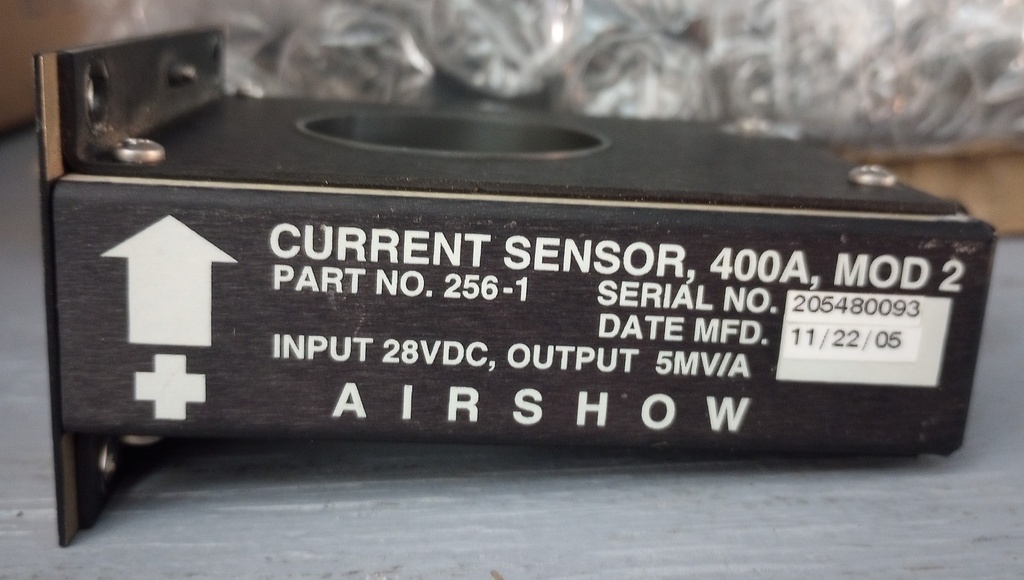 CURRENT SENSOR, 400A, MOD 2
PART NO. 256-1
SERIAL NO. 205480093
DATE MFD. 11/22/05
INPUT 28VDC, OUTPUT 5MV/A
AIRSHOW